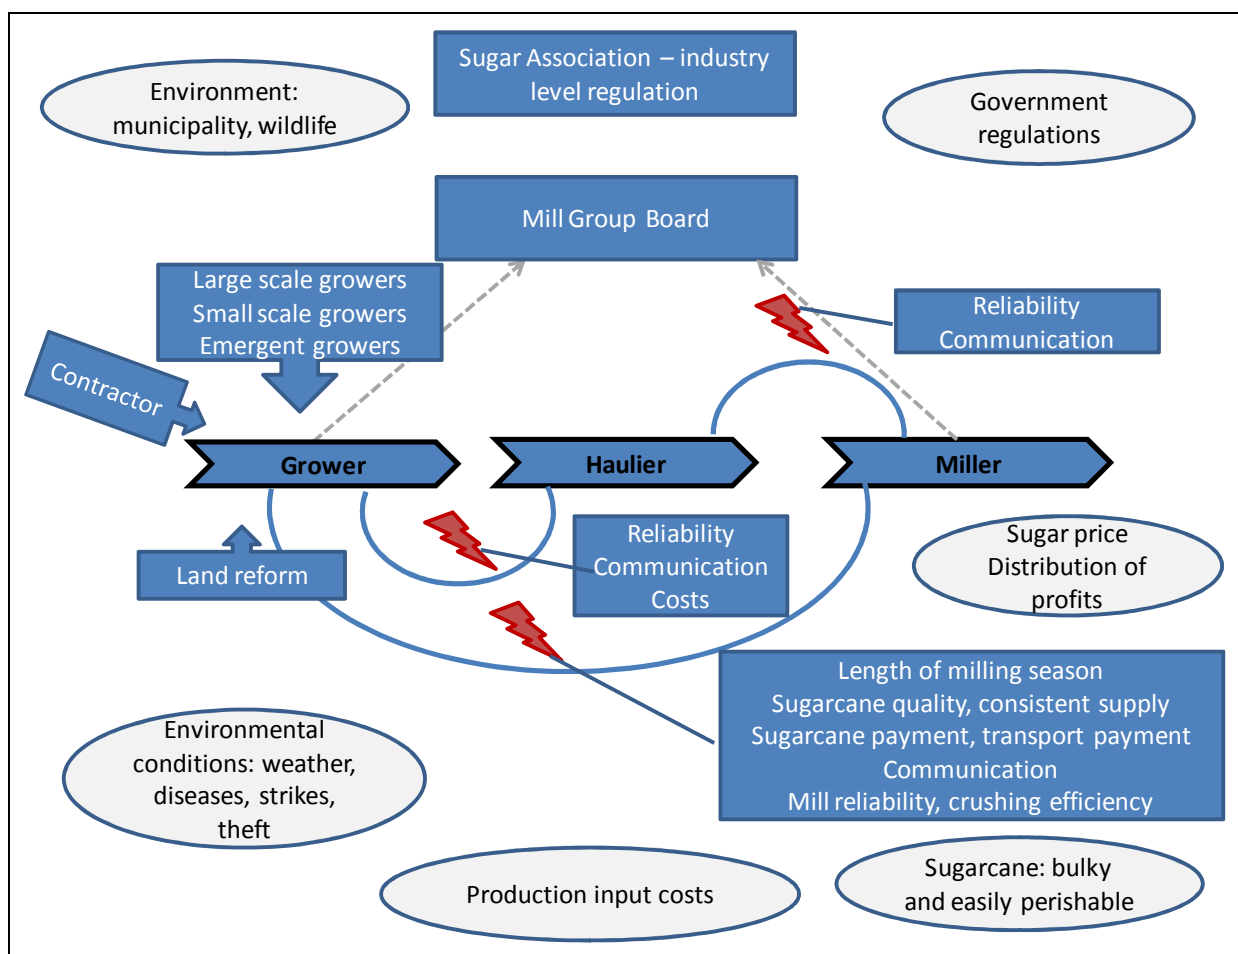 Sugar Association – industry
level regulation
Environment:
municipality, wildlife
Government
regulations
Mill Group Board
Large scale growers
Small scale growers
Emergent growers
Reliability
Communication
Contractor
Grower
Haulier
Miller
Reliability
Communication
Costs
Land reform
Sugar price
Distribution of
profits
Length of milling season
Sugarcane quality, consistent supply
Sugarcane payment, transport payment
Communication
Mill reliability, crushing efficiency
Environmental
conditions: weather,
diseases, strikes,
theft
Production input costs
Sugarcane: bulky
and easily perishable